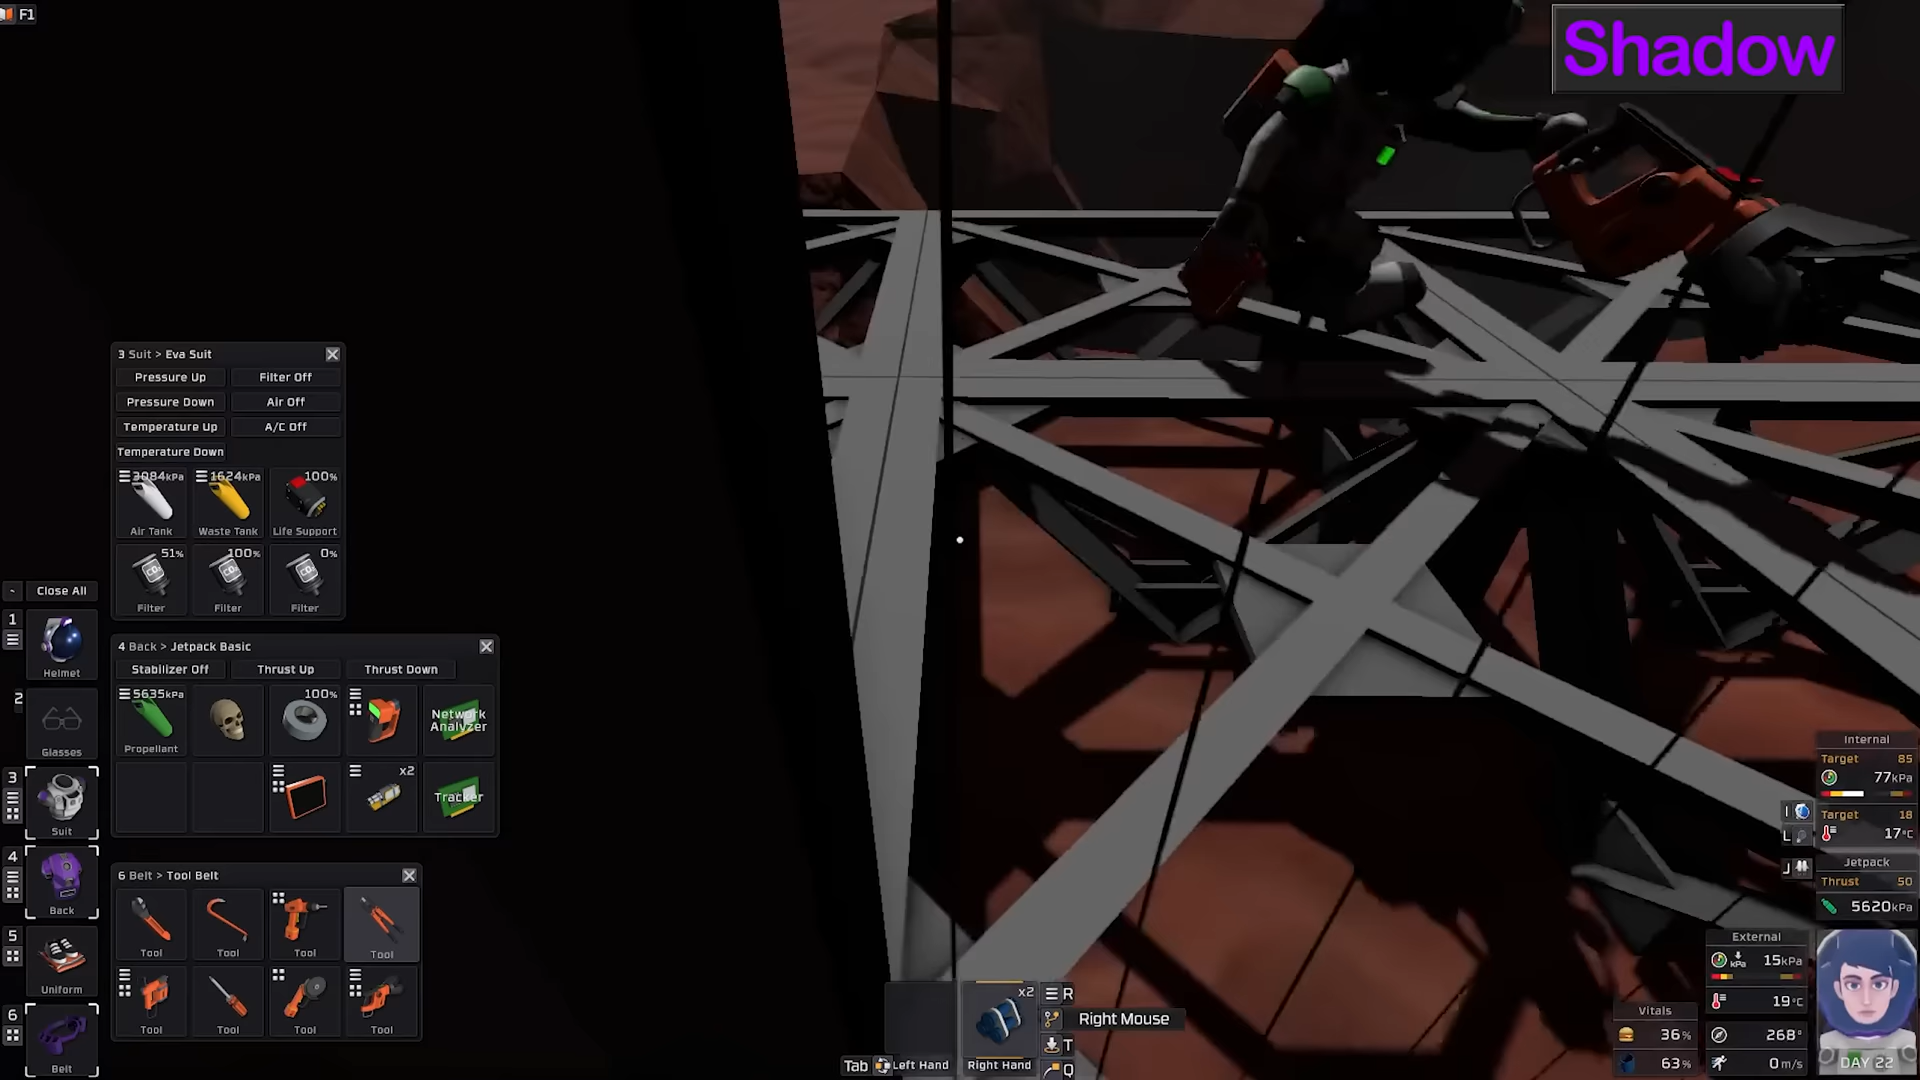 F1
Shadow
3 Suit > Eva Suit
Pressure Up
Filter Off
Pressure Down
Air Off
Temperature Up
A/C Off
Temperature Down
3084kPa
1624kPa
100%
Air Tank
Waste Tank
Life Support
51%
100%
0%
CO₂
CO₂
CO₂
Filter
Filter
Filter
~
Close All
1
Helmet
2
Glasses
3
Suit
4
Back
5
Uniform
6
Belt
4 Back > Jetpack Basic
Stabilizer Off
Thrust Up
Thrust Down
5635kPa
100%
Network Analyzer
Propellant
x2
Tracker
6 Belt > Tool Belt
Tool
Tool
Tool
Tool
Tool
Tool
Tool
Tool
Tab
Left Hand
x2
Right Hand
R
Right Mouse
T
Q
Internal
Target 85
77kPa
Target 18
17°C
I
L
J
Jetpack
Thrust 50
5620kPa
External
kPa
15kPa
19°C
268°
0m/s
Vitals
36%
63%
DAY 22